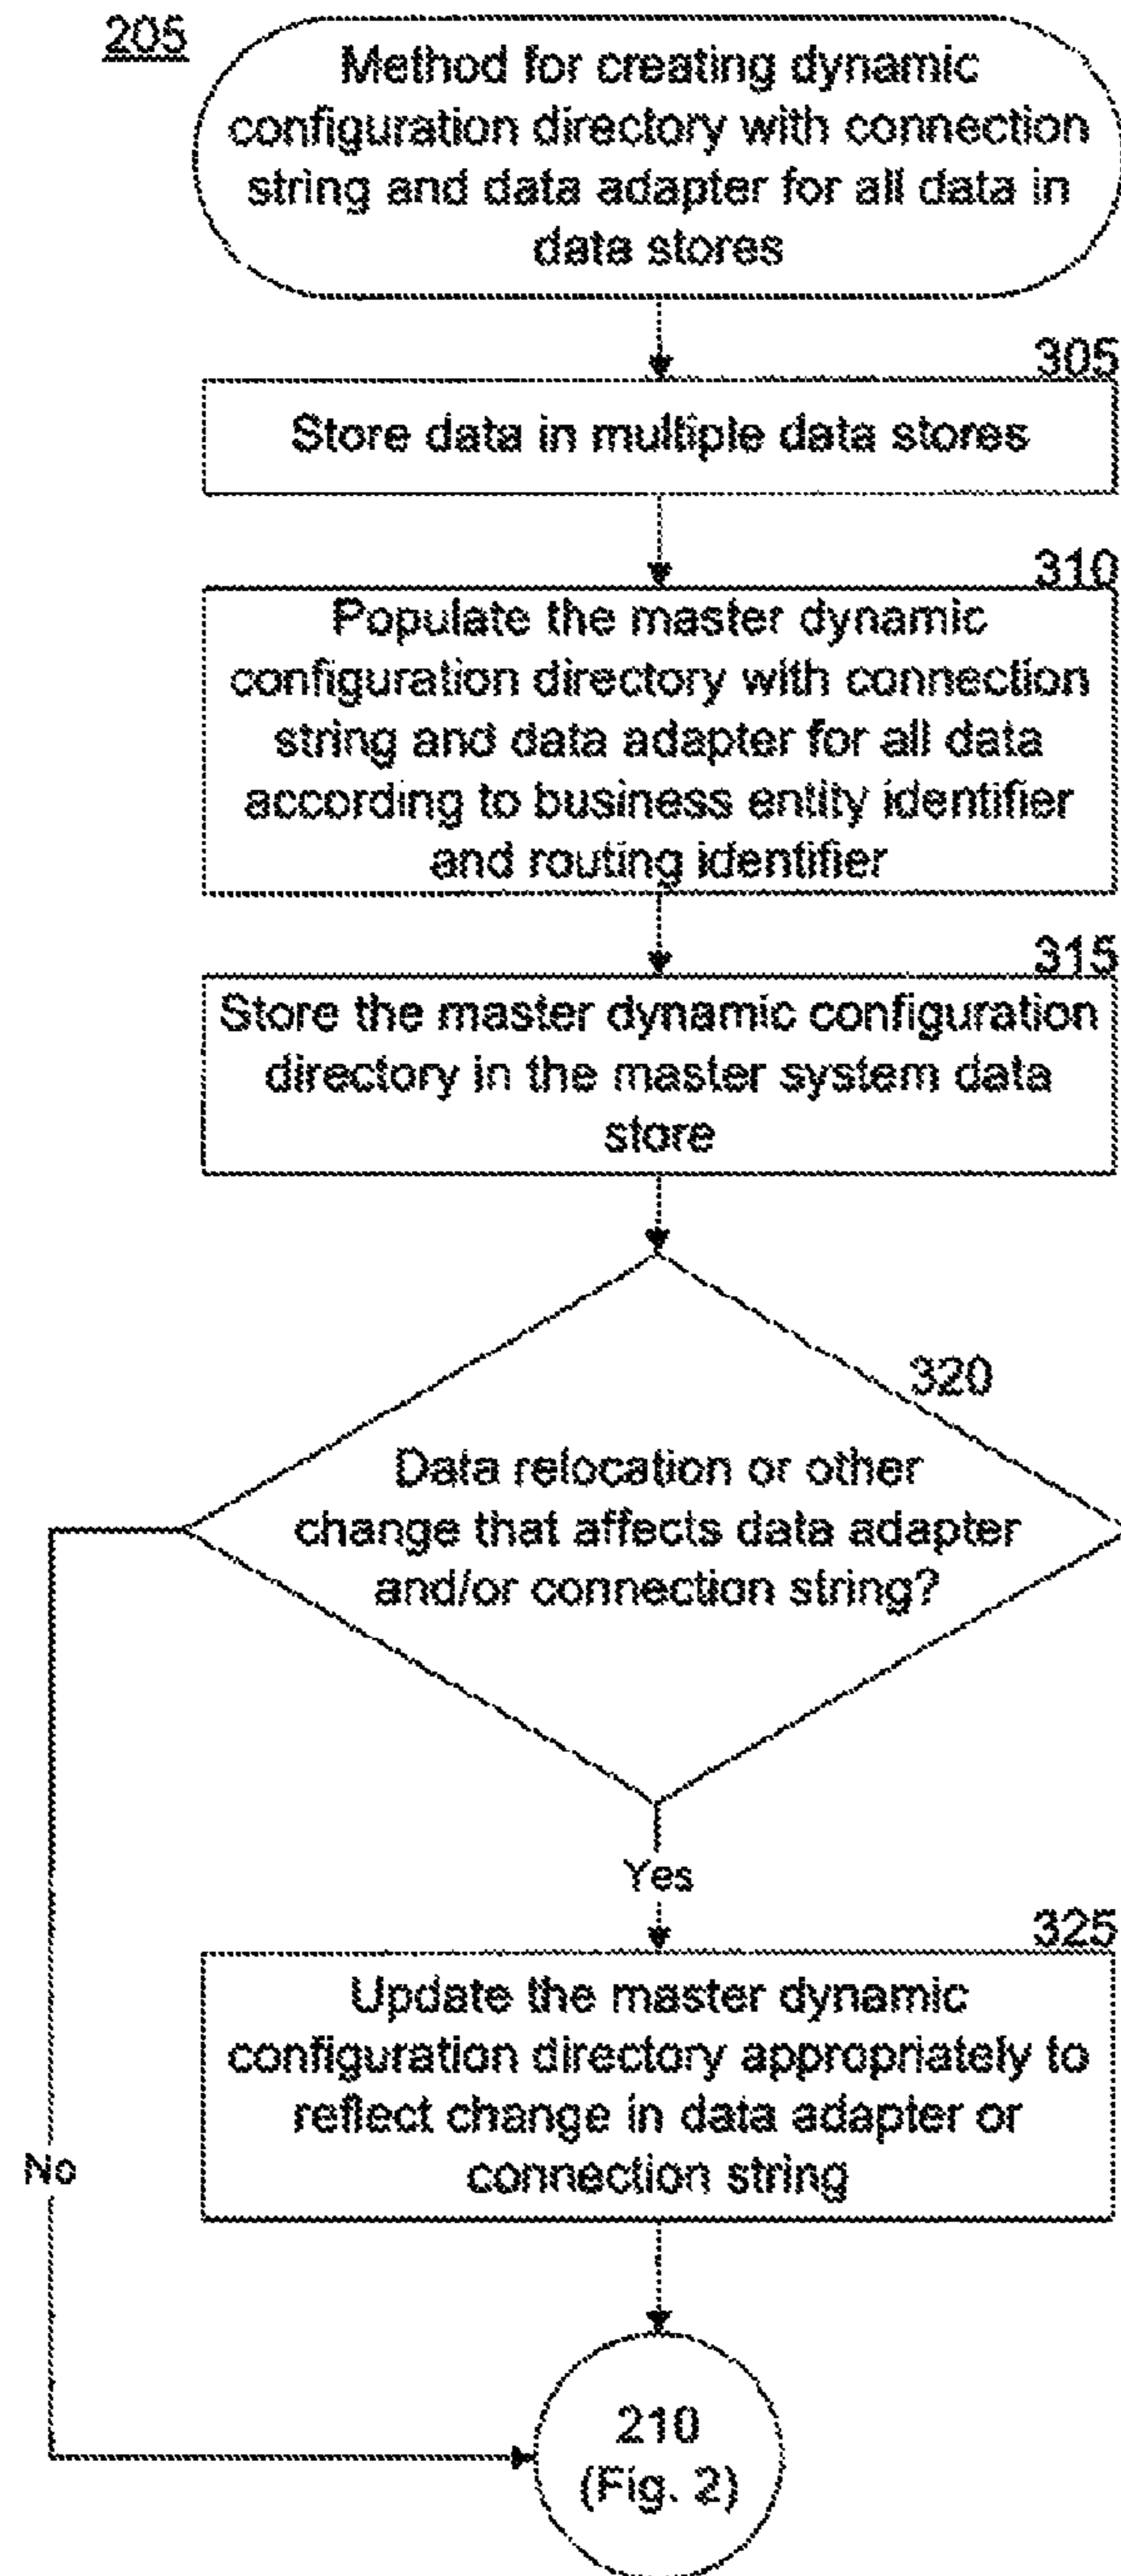 205
Method for creating dynamic
configuration directory with connection
string and data adapter for all data in
data stores
305
Store data in multiple data stores
310
Populate the master dynamic
configuration directory with connection
string and data adapter for all data
according to business entity identifier
and routing identifier
315
Store the master dynamic configuration
directory in the master system data
store
320
Data relocation or other
change that affects data adapter
and/or connection string?
Yes
325
Update the master dynamic
configuration directory appropriately to
reflect change in data adapter or
connection string
No
210
(Fig. 2)